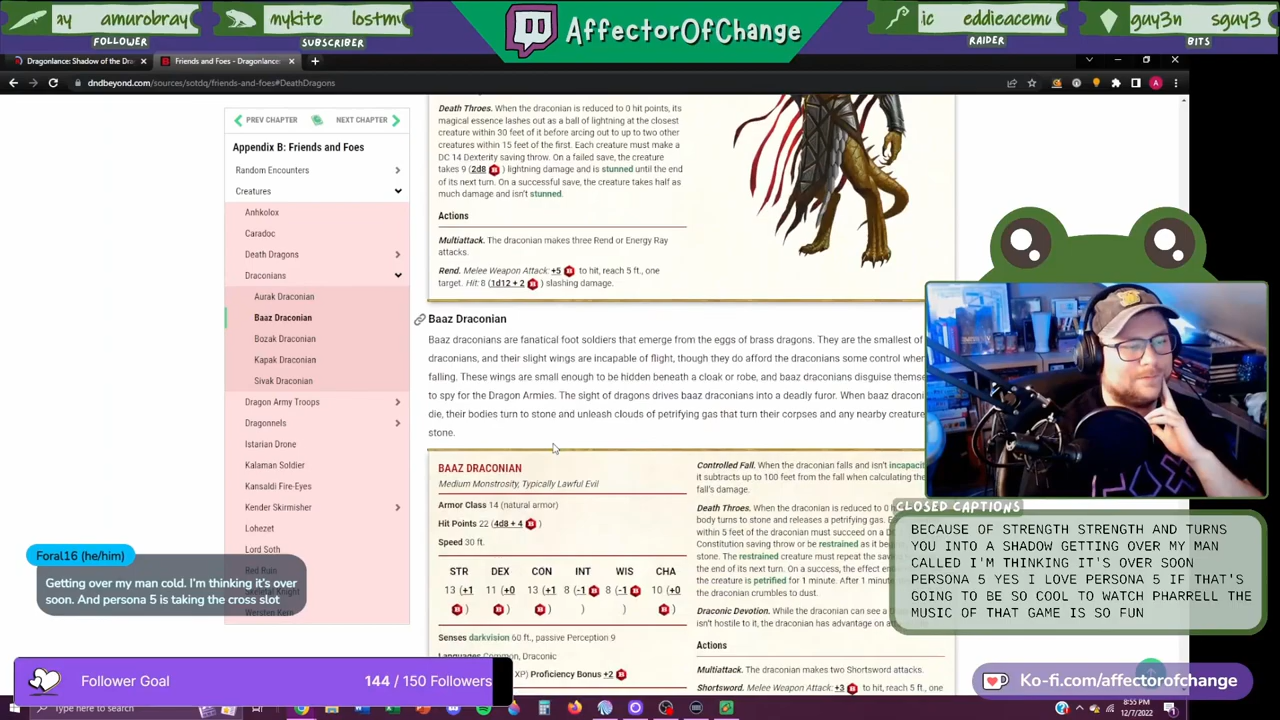 ay amurobray
FOLLOWER
mykite lostmu
SUBSCRIBER
AffectorOfChange
ic eddieacemu
RAIDER
guy3n sguy3
BITS
Dragonlance: Shadow of the Dra
Friends and Foes - Dragonlance:
dndbeyond.com/sources/sotdq/friends-and-foes#DeathDragons
PREV CHAPTER
NEXT CHAPTER
Appendix B: Friends and Foes
Random Encounters
Creatures
Anhkolox
Caradoc
Death Dragons
Draconians
Aurak Draconian
Baaz Draconian
Bozak Draconian
Kapak Draconian
Sivak Draconian
Dragon Army Troops
Dragonnels
Istarian Drone
Kalaman Soldier
Kansaldi Fire-Eyes
Kender Skirmisher
Lohezet
Lord Soth
Red Ruin
Skeletal Knight
Wersten Kern
Death Throes. When the draconian is reduced to 0 hit points, its
magical essence lashes out as a ball of lightning at the closest
creature within 30 feet of it before arcing out to up to two other
creatures within 15 feet of the first. Each creature must make a
DC 14 Dexterity saving throw. On a failed save, the creature
takes 9 (2d8) lightning damage and is stunned until the end
of its next turn. On a successful save, the creature takes half as
much damage and isn't stunned.
Actions
Multiattack. The draconian makes three Rend or Energy Ray
attacks.
Rend. Melee Weapon Attack: +5 to hit, reach 5 ft., one
target. Hit: 8 (1d12 + 2) slashing damage.
Baaz Draconian
Baaz draconians are fanatical foot soldiers that emerge from the eggs of brass dragons. They are the smallest of
draconians, and their slight wings are incapable of flight, though they do afford the draconians some control wher
falling. These wings are small enough to be hidden beneath a cloak or robe, and baaz draconians disguise themse
to spy for the Dragon Armies. The sight of dragons drives baaz draconians into a deadly furor. When baaz draconi
die, their bodies turn to stone and unleash clouds of petrifying gas that turn their corpses and any nearby creature
stone.
BAAZ DRACONIAN
Medium Monstrosity, Typically Lawful Evil
Armor Class 14 (natural armor)
Hit Points 22 (4d8 + 4)
Speed 30 ft.
STR DEX CON INT WIS CHA
13 (+1) 11 (+0) 13 (+1) 8 (-1) 8 (-1) 10 (+0)
Senses darkvision 60 ft., passive Perception 9
Languages Common, Draconic
XP) Proficiency Bonus +2
Controlled Fall. When the draconian falls and isn't incapacit
it subtracts up to 100 feet from the fall when calculating the
fall's damage.
Death Throes. When the draconian is reduced to 0 h
body turns to stone and releases a petrifying gas. E
within 5 feet of the draconian must succeed on a D
Constitution saving throw or be restrained as it beg
stone. The restrained creature must repeat the savi
the end of its next turn. On a success, the effect en
the creature is petrified for 1 minute. After 1 minute
the draconian crumbles to dust.
Draconic Devotion. While the draconian can see a D
isn't hostile to it, the draconian has advantage on at
Actions
Multiattack. The draconian makes two Shortsword attacks.
Shortsword. Melee Weapon Attack: +3 to hit, reach 5 ft., one
CLOSED CAPTIONS
BECAUSE OF STRENGTH STRENGTH AND TURNS
YOU INTO A SHADOW GETTING OVER MY MAN
CALLED I'M THINKING IT'S OVER SOON
PERSONA 5 YES I LOVE PERSONA 5 IF THAT'S
GOING TO BE SO COOL TO WATCH PHARRELL THE
MUSIC OF THAT GAME IS SO FUN
Foral16 (he/him)
Getting over my man cold. I'm thinking it's over
soon. And persona 5 is taking the cross slot
Follower Goal
144 / 150 Followers
Ko-fi.com/affectorofchange
Type here to search
8:55 PM
12/7/2022